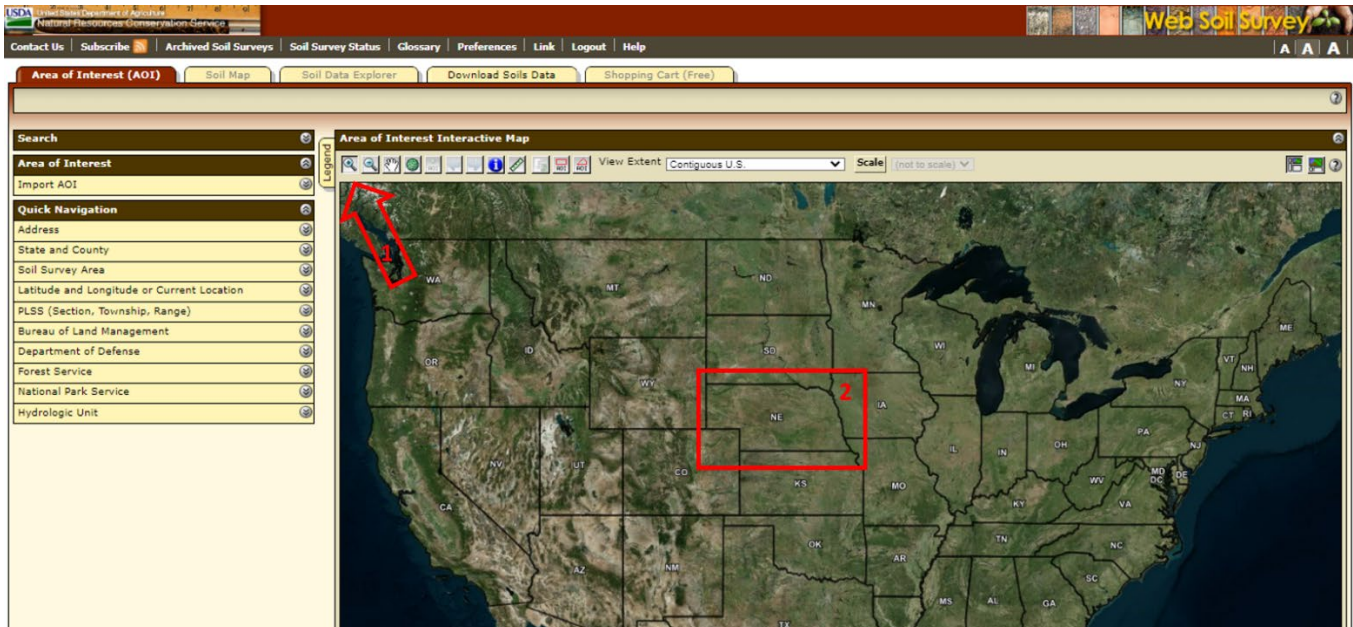 USDA United States Department of Agriculture
Natural Resources Conservation Service
Web Soil Survey
Contact Us Subscribe Archived Soil Surveys Soil Survey Status Glossary Preferences Link Logout Help
A A A
Area of Interest (AOI) Soil Map Soil Data Explorer Download Soils Data Shopping Cart (Free)
Search
Area of Interest
Import AOI
Quick Navigation
Address
State and County
Soil Survey Area
Latitude and Longitude or Current Location
PLSS (Section, Township, Range)
Bureau of Land Management
Department of Defense
Forest Service
National Park Service
Hydrologic Unit
Legend
Area of Interest Interactive Map
View Extent Contiguous U.S. Scale (not to scale)
AOI AOI
1
WA MT ND MN ME
OR ID SD WI MI VT NH
WY NY MA
2
NE IA CT RI
PA NJ
NV UT CO IL IN OH
KS MO WV MD DE
DC
CA KY VA
OK TN NC
AZ NM AR
SC
MS AL GA
TX